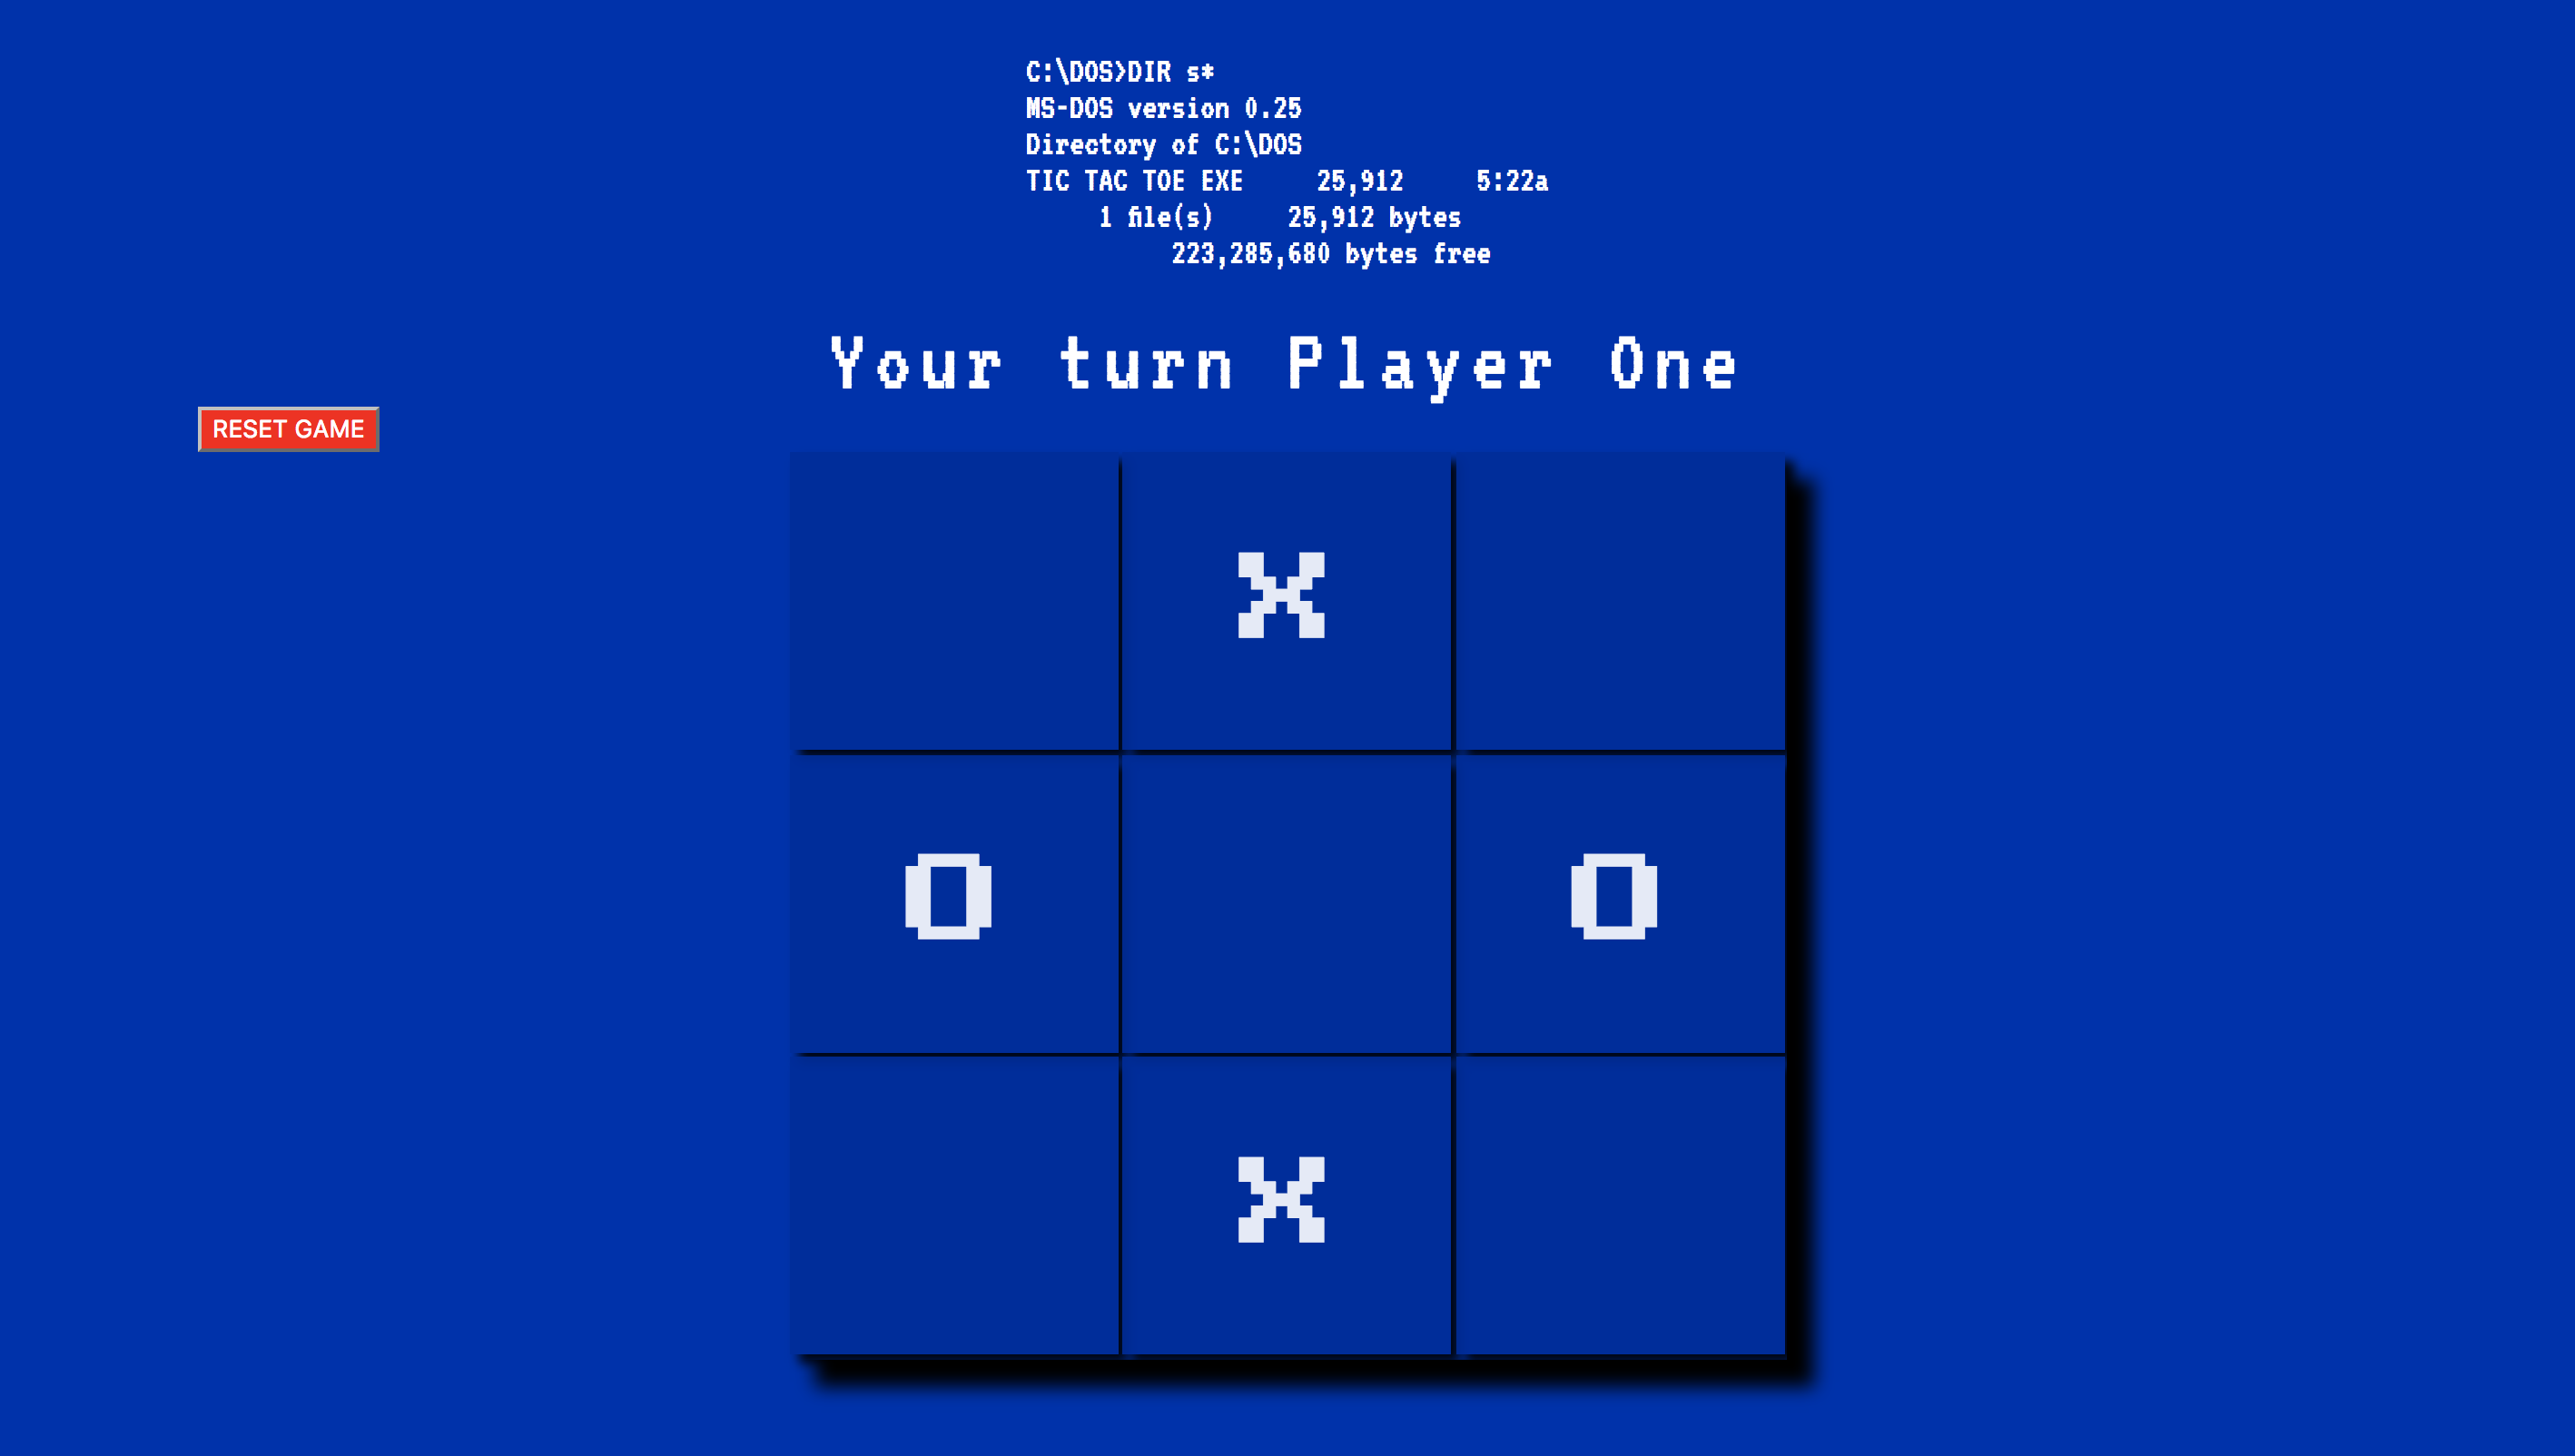 C:\DOS>DIR s*
MS-DOS version 0.25
Directory of C:\DOS
TIC TAC TOE EXE     25,912     5:22a
1 file(s)     25,912 bytes
223,285,680 bytes free
Your turn Player One
RESET GAME
X
O O
X